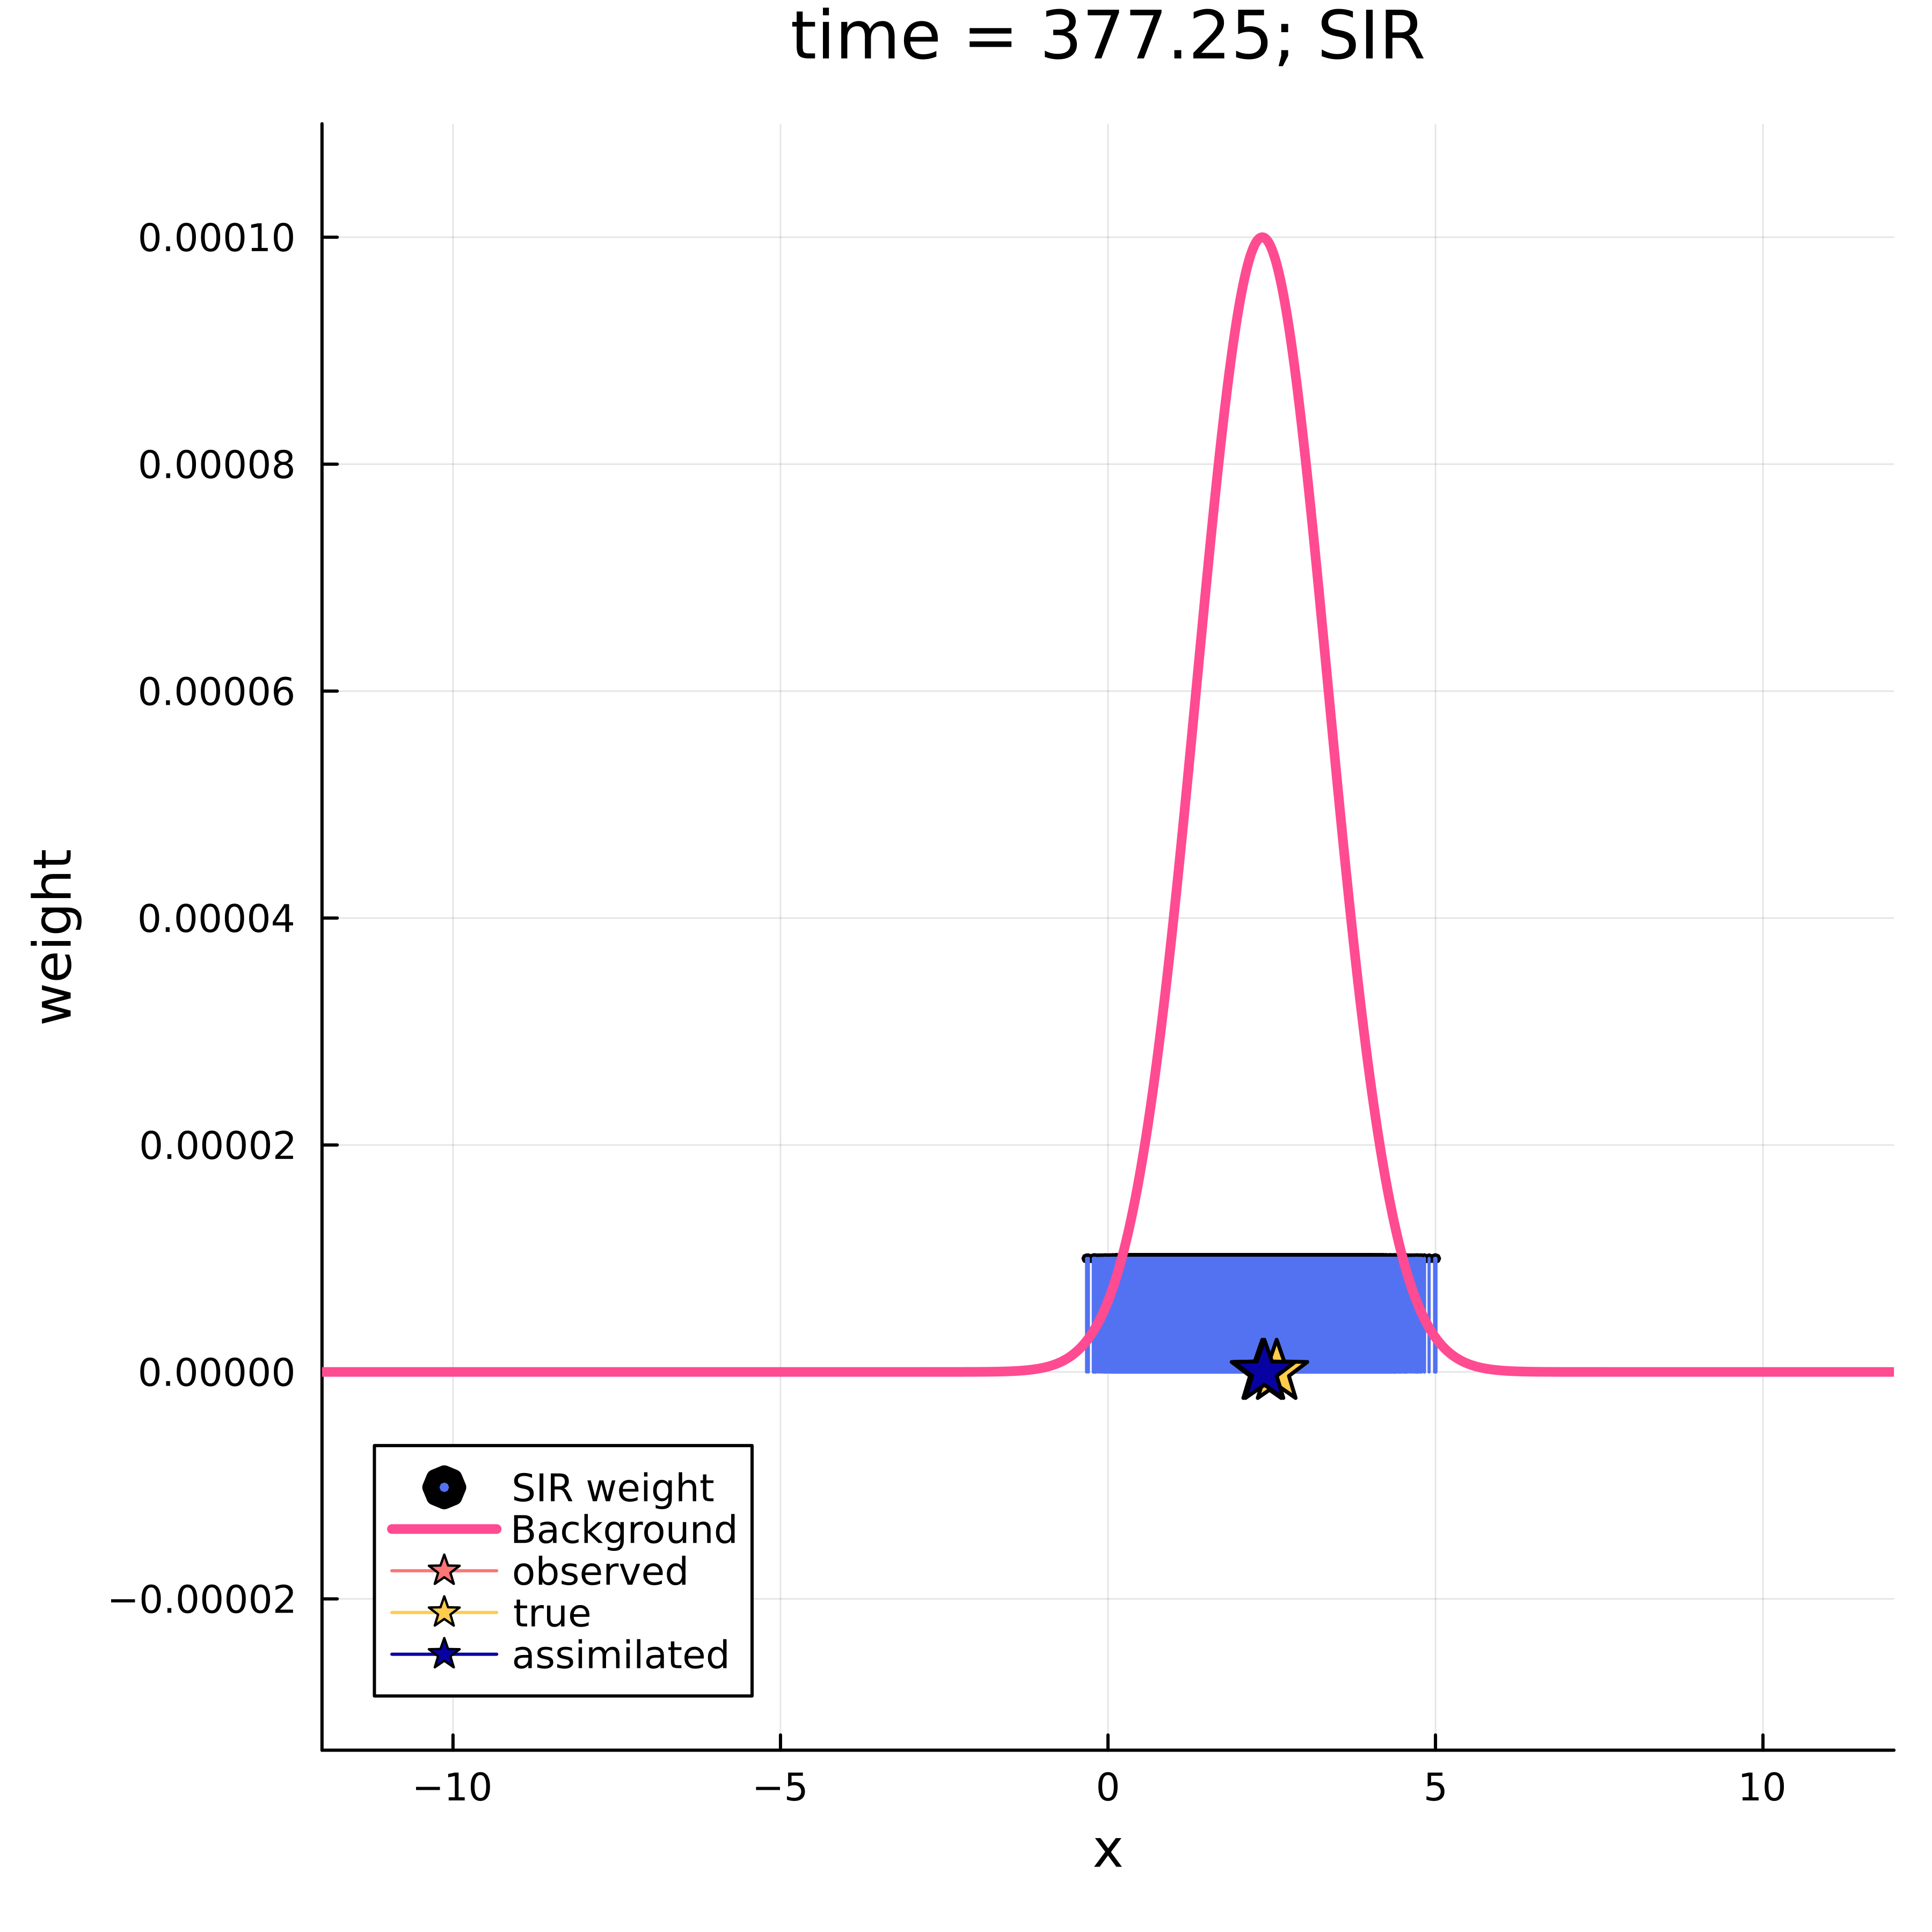 time = 377.25; SIR
0.00010
0.00008
0.00006
0.00004
0.00002
0.00000
−0.00002
weight
SIR weight
Background
observed
true
assimilated
−10 −5 0 5 10
x